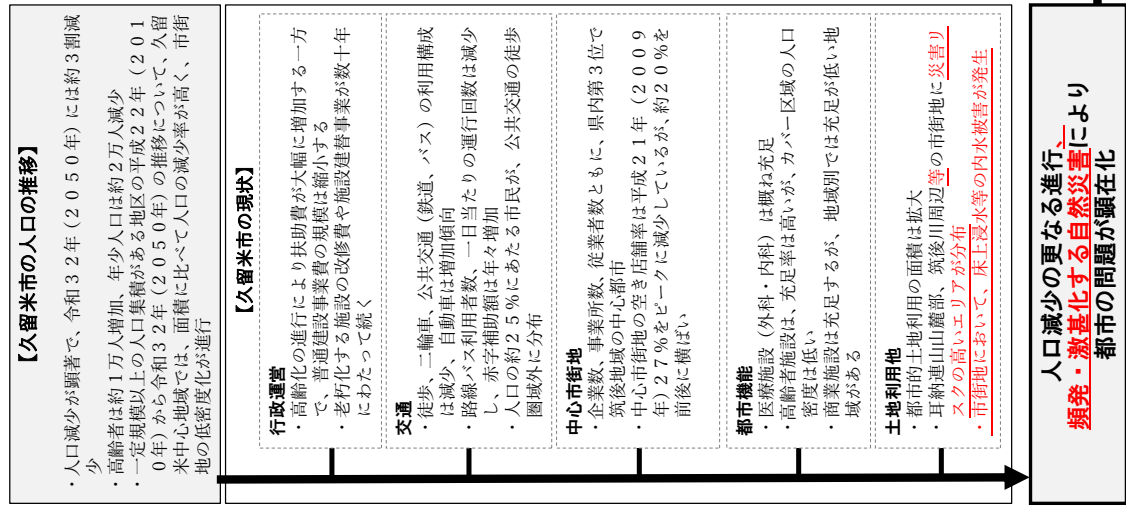 【久留米市の人口の推移】
・人口減少が顕著で、令和３２年（２０５０年）には約３割減
少
・高齢者は約１万人増加、年少人口は約２万人減少
・一定規模以上の人口集積がある地区の平成２２年（２０１
０年）から令和３２年（２０５０年）の推移について、久留
米中心地域では、面積に比べて人口の減少率が高く、市街
地の低密度化が進行
【久留米市の現状】
行政運営
・高齢化の進行により扶助費が大幅に増加する一方
で、普通建設事業費の規模は縮小する
・老朽化する施設の改修費や施設建替事業が数十年
にわたって続く
交通
・徒歩、二輪車、公共交通（鉄道、バス）の利用構成
は減少、自動車は増加傾向
・路線バス利用者数、一日当たりの運行回数は減少
し、赤字補助額は年々増加
・人口の約２５％にあたる市民が、公共交通の徒歩
圏域外に分布
中心市街地
・企業数、事業所数、従業者数ともに、県内第３位で
筑後地域の中心都市
・中心市街地の空き店舗率は平成２１年（２００９
年）２７％をピークに減少しているが、約２０％を
前後に横ばい
都市機能
・医療施設（外科・内科）は概ね充足
・高齢者施設は、充足率は高いが、カバー区域の人口
密度は低い
・商業施設は充足するが、地域別では充足が低い地
域がある
土地利用他
・都市的土地利用の面積は拡大
・耳納連山山麓部、筑後川周辺等の市街地に災害リ
スクの高いエリアが分布
・市街地において、床上浸水等の内水被害が発生
人口減少の更なる進行、
頻発・激甚化する自然災害により
都市の問題が顕在化